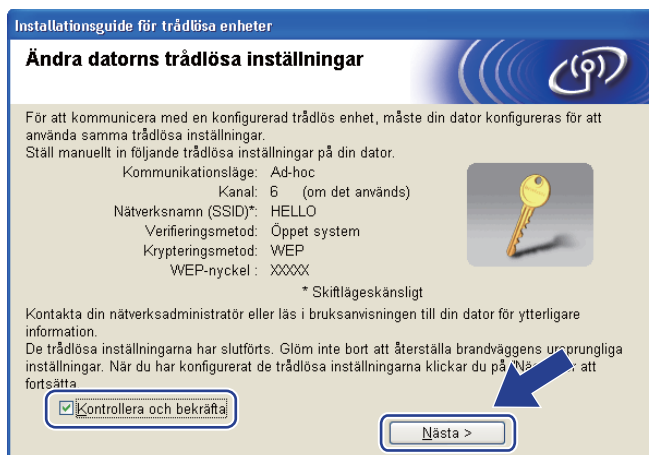 Installationsguide för trådlösa enheter
Ändra datorns trådlösa inställningar
För att kommunicera med en konfigurerad trådlös enhet, måste din dator konfigureras för att
använda samma trådlösa inställningar.
Ställ manuellt in följande trådlösa inställningar på din dator.
Kommunikationsläge: Ad-hoc
Kanal: 6 (om det används)
Nätverksnamn (SSID)*: HELLO
Verifieringsmetod: Öppet system
Krypteringsmetod: WEP
WEP-nyckel : XXXXX
* Skiftlägeskänsligt
Kontakta din nätverksadministratör eller läs i bruksanvisningen till din dator för ytterligare
information.
De trådlösa inställningarna har slutförts. Glöm inte bort att återställa brandväggens ursprungliga
inställningar. När du har konfigurerat de trådlösa inställningarna klickar du på att
fortsätta
Kontrollera och bekräfta
Nästa >